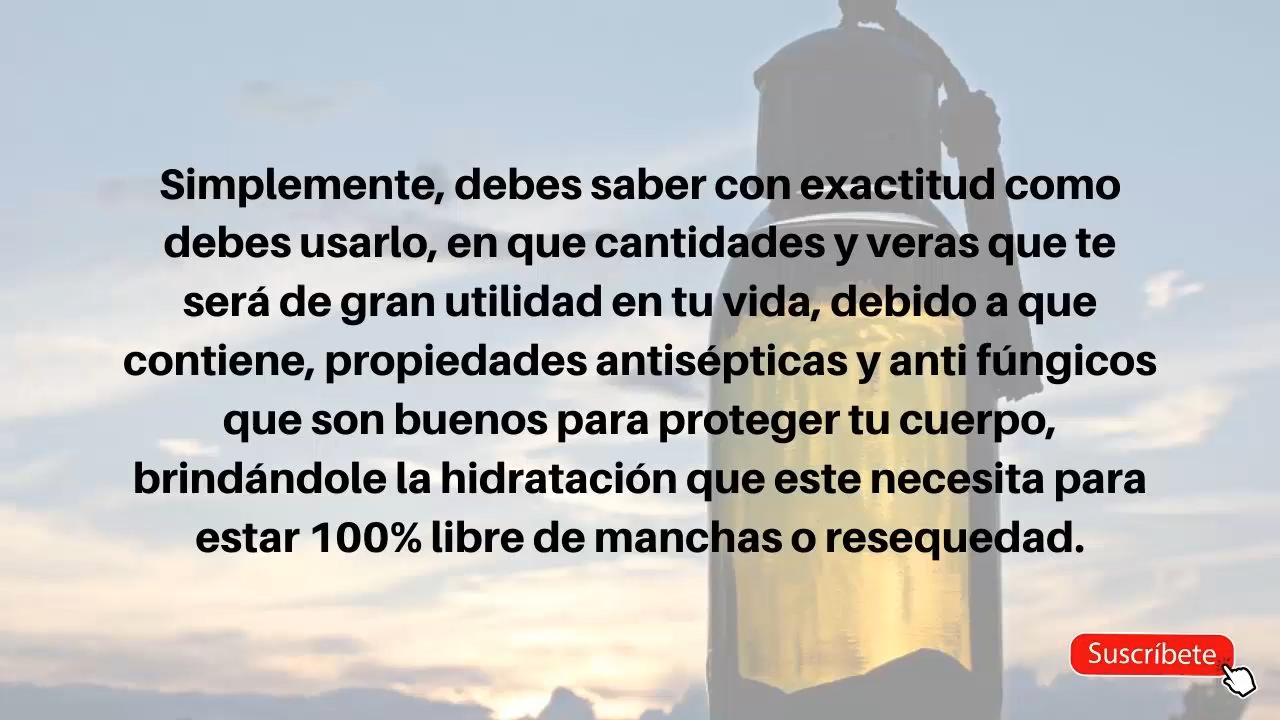 Simplemente, debes saber con exactitud como
debes usarlo, en que cantidades y veras que te
será de gran utilidad en tu vida, debido a que
contiene, propiedades antisépticas y anti fúngicos
que son buenos para proteger tu cuerpo,
brindándole la hidratación que este necesita para
estar 100% libre de manchas o resequedad.
Suscríbete